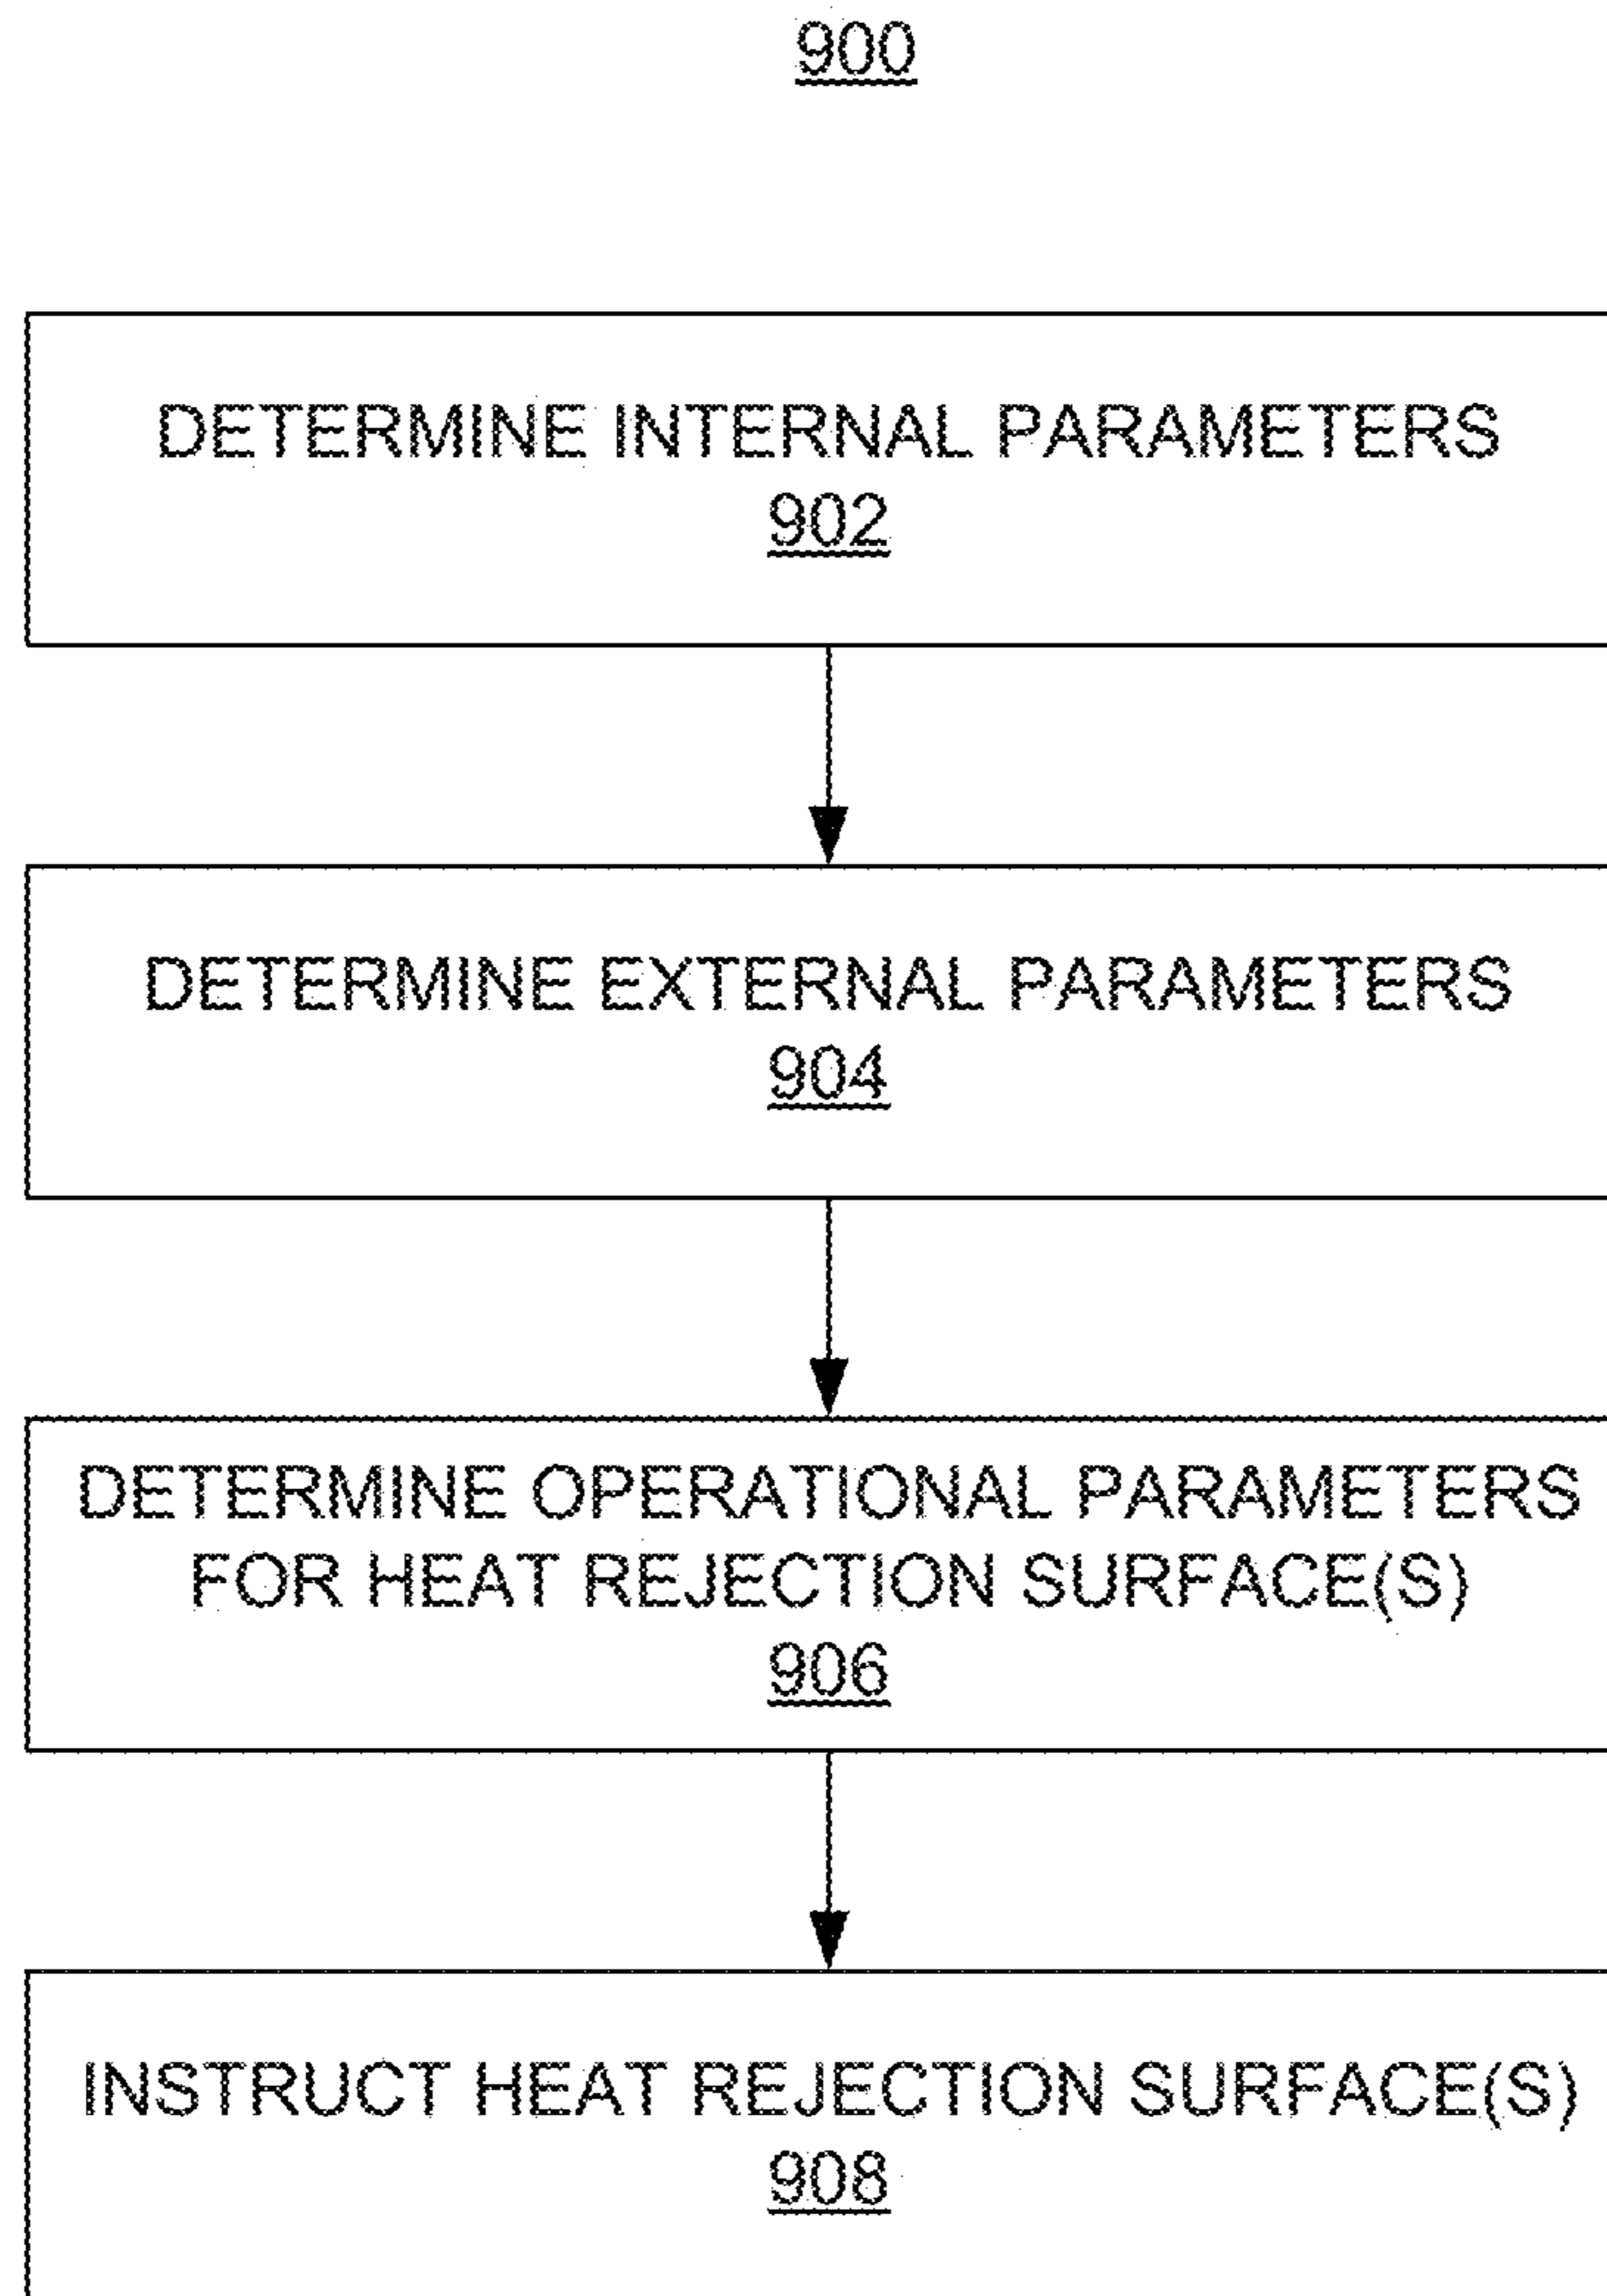 900
DETERMINE INTERNAL PARAMETERS
902
DETERMINE EXTERNAL PARAMETERS
904
DETERMINE OPERATIONAL PARAMETERS
FOR HEAT REJECTION SURFACE(S)
906
INSTRUCT HEAT REJECTION SURFACE(S)
908